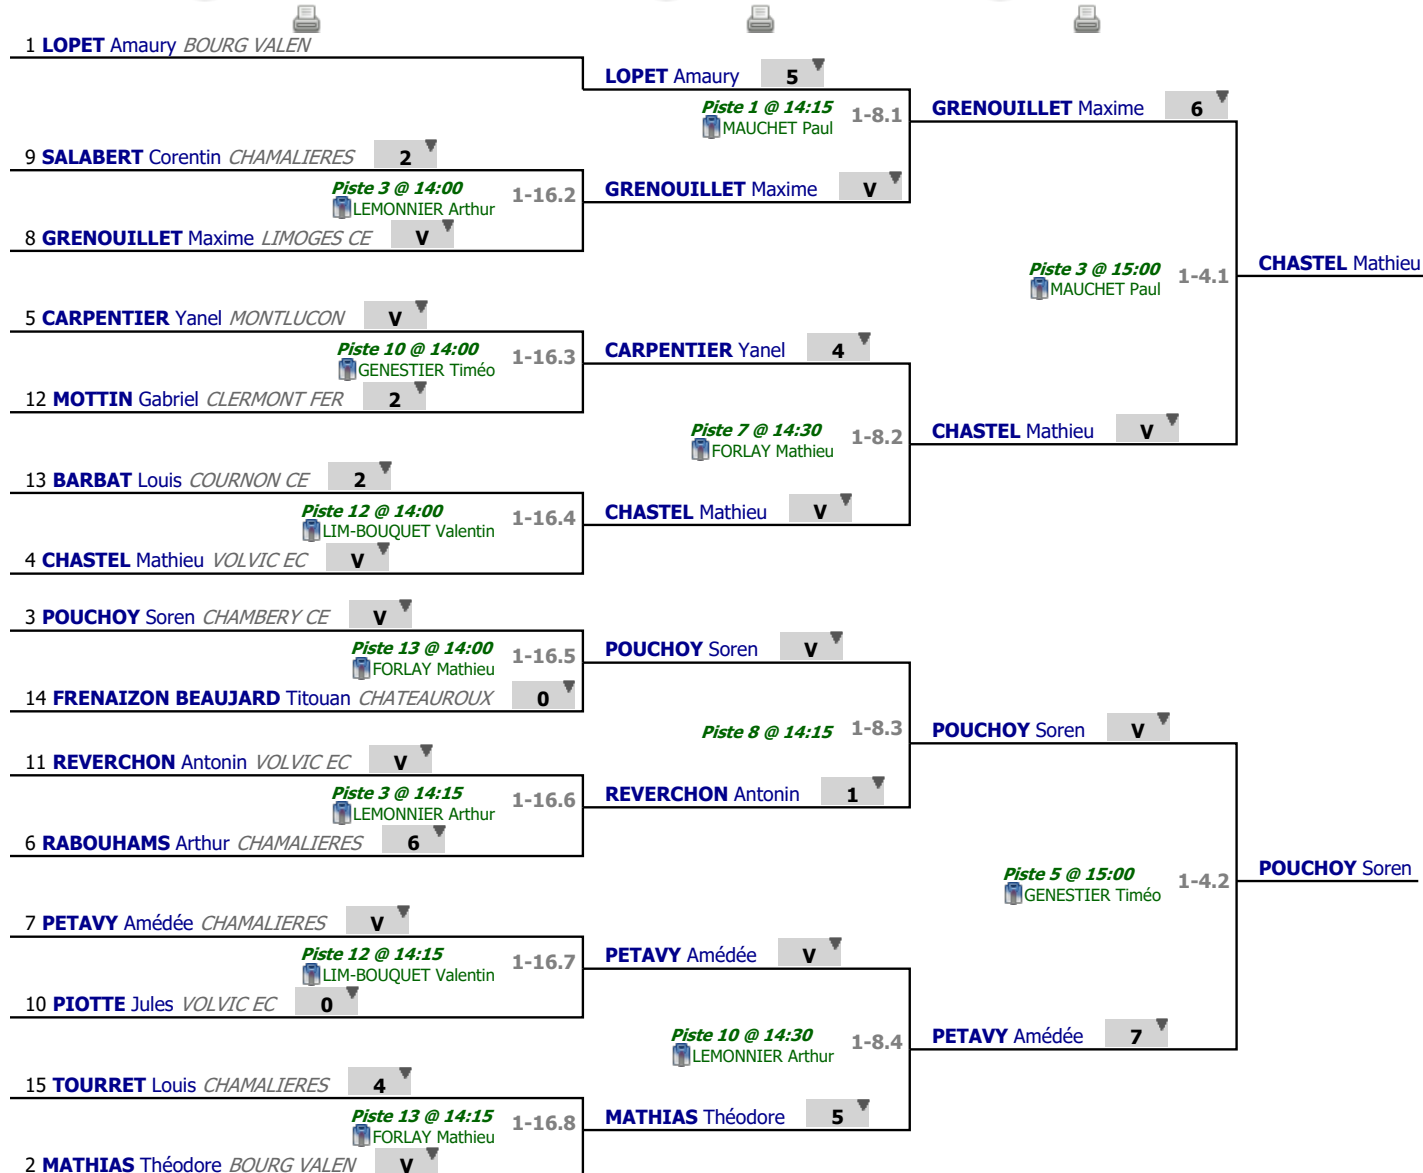 1 LOPET Amaury BOURG VALEN
9 SALABERT Corentin CHAMALIERES 2
Piste 3 @ 14:00
LEMONNIER Arthur
1-16.2
8 GRENOUILLET Maxime LIMOGES CE V
5 CARPENTIER Yanel MONTLUCON V
Piste 10 @ 14:00
GENESTIER Timéo
1-16.3
12 MOTTIN Gabriel CLERMONT FER 2
13 BARBAT Louis COURNON CE 2
Piste 12 @ 14:00
LIM-BOUQUET Valentin
1-16.4
4 CHASTEL Mathieu VOLVIC EC V
3 POUCHOY Soren CHAMBERY CE V
Piste 13 @ 14:00
FORLAY Mathieu
1-16.5
14 FRENAIZON BEAUJARD Titouan CHATEAUROUX 0
11 REVERCHON Antonin VOLVIC EC V
Piste 3 @ 14:15
LEMONNIER Arthur
1-16.6
6 RABOUHAMS Arthur CHAMALIERES 6
7 PETAVY Amédée CHAMALIERES V
Piste 12 @ 14:15
LIM-BOUQUET Valentin
1-16.7
10 PIOTTE Jules VOLVIC EC 0
15 TOURRET Louis CHAMALIERES 4
Piste 13 @ 14:15
FORLAY Mathieu
1-16.8
2 MATHIAS Théodore BOURG VALEN V
LOPET Amaury 5
Piste 1 @ 14:15
MAUCHET Paul
1-8.1
GRENOUILLET Maxime V
CARPENTIER Yanel 4
Piste 7 @ 14:30
FORLAY Mathieu
1-8.2
CHASTEL Mathieu V
POUCHOY Soren V
Piste 8 @ 14:15
1-8.3
REVERCHON Antonin 1
PETAVY Amédée V
Piste 10 @ 14:30
LEMONNIER Arthur
1-8.4
MATHIAS Théodore 5
GRENOUILLET Maxime 6
Piste 3 @ 15:00
MAUCHET Paul
1-4.1
CHASTEL Mathieu V
POUCHOY Soren V
Piste 5 @ 15:00
GENESTIER Timéo
1-4.2
PETAVY Amédée 7
CHASTEL Mathieu
POUCHOY Soren